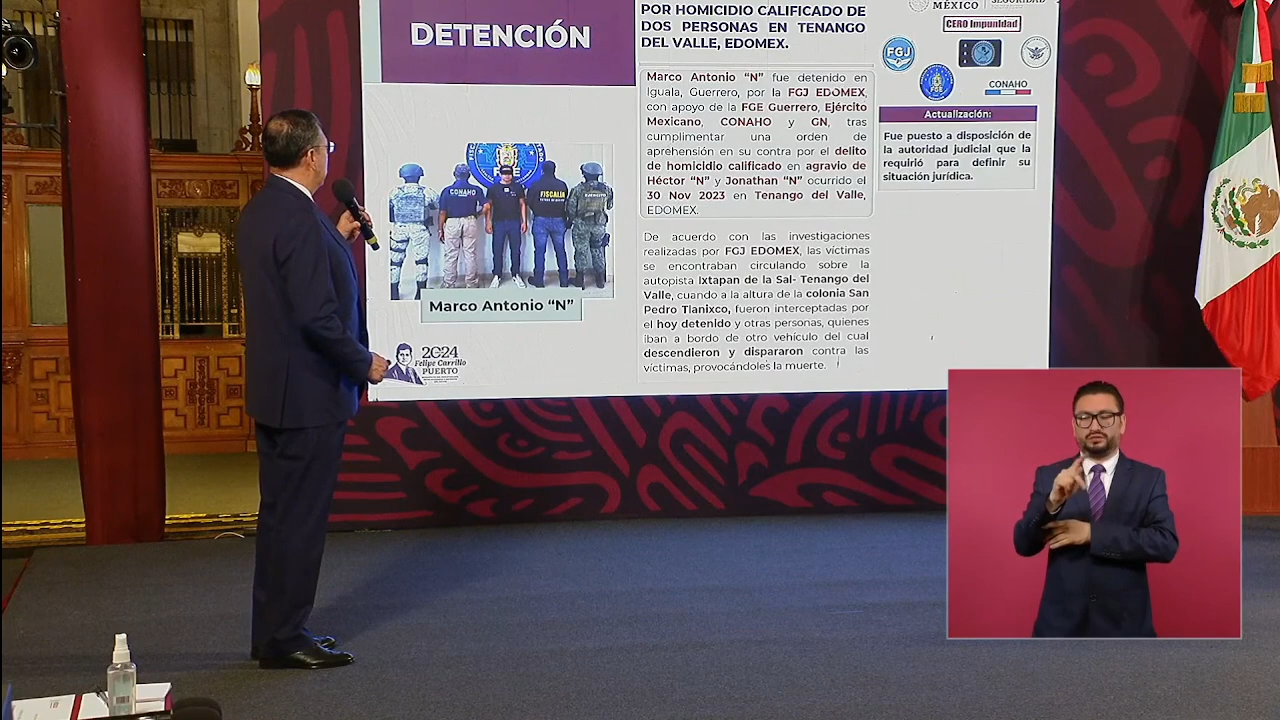 DETENCIÓN
POR HOMICIDIO CALIFICADO DE
DOS PERSONAS EN TENANGO
DEL VALLE, EDOMEX.
Marco Antonio “N” fue detenido en
Iguala, Guerrero, por la FGJ EDOMEX,
con apoyo de la FGE Guerrero, Ejército
Mexicano, CONAHO y GN, tras
cumplimentar una orden de
aprehensión en su contra por el delito
de homicidio calificado en agravio de
Héctor “N” y Jonathan “N” ocurrido el
30 Nov 2023 en Tenango del Valle,
EDOMEX.
De acuerdo con las investigaciones
realizadas por FGJ EDOMEX, las víctimas
se encontraban circulando sobre la
autopista Ixtapan de la Sal- Tenango del
Valle, cuando a la altura de la colonia San
Pedro Tlanixco, fueron interceptadas por
el hoy detenido y otras personas, quienes
iban a bordo de otro vehículo del cual
descendieron y dispararon contra las
víctimas, provocándoles la muerte.
MÉXICO
SEGURIDAD
CERO Impunidad
FGJ
FGE
CONAHO
Actualización:
Fue puesto a disposición de
la autoridad judicial que la
requirió para definir su
situación jurídica.
CONAHO
FISCALÍA
EJERCITO
Marco Antonio “N”
2024
Felipe Carrillo
PUERTO